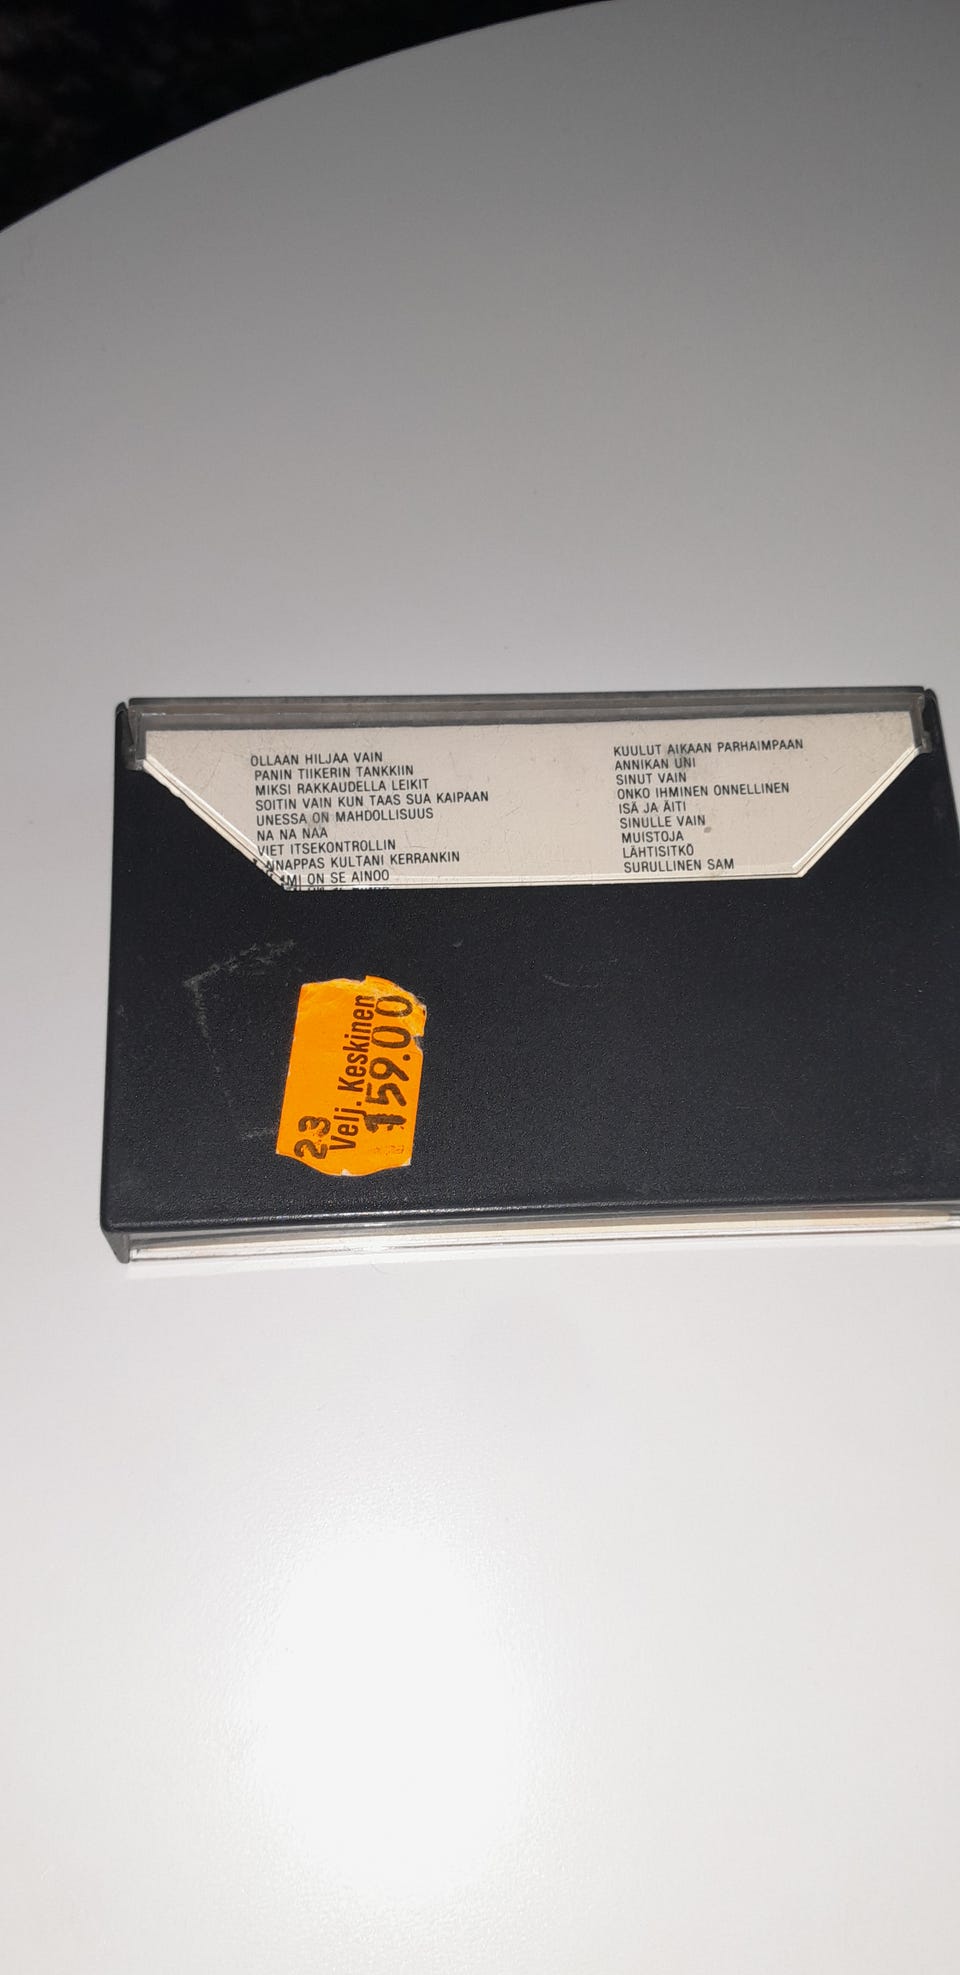 OLLAAN HILJAA VAIN
PANIN TIIKERIN TANKKIIN
MIKSI RAKKAUDELLA LEIKIT
SOITIN VAIN KUN TAAS SUA KAIPAAN
UNESSA ON MAHDOLLISUUS
NA NA NAA
VIET ITSEKONTROLLIN
KULTANI KERRANKIN
ON SE AINOO
KUULUT AIKAAN PARHAIMPAAN
ANNIKAN UNI
SINUT VAIN
ONKO IHMINEN ONNELLINEN
ISÄ JA ÄITI
SINULLE VAIN
MUISTOJA
LÄHTISITKÖ
SURULLINEN SAM
23
Velj. Keskinen
159.00